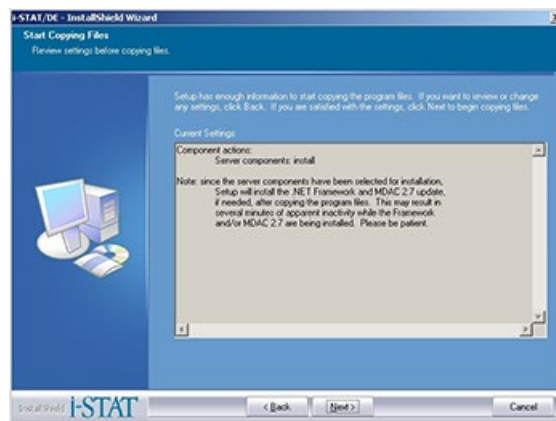 i-STAT/DE - InstallShield Wizard
Start Copying Files
Review settings before copying files.
Setup has enough information to start copying the program files. If you want to review or change
any settings, click Back. If you are satisfied with the settings, click Next to begin copying files.
Current Settings:
Component actions:
Server components: install
Note: since the server components have been selected for installation,
Setup will install the .NET Framework and MDAC 2.7 update,
if needed, after copying the program files. This may result in
several minutes of apparent inactivity while the Framework
and/or MDAC 2.7 are being installed. Please be patient.
InstallShield i-STAT < Back Next > Cancel